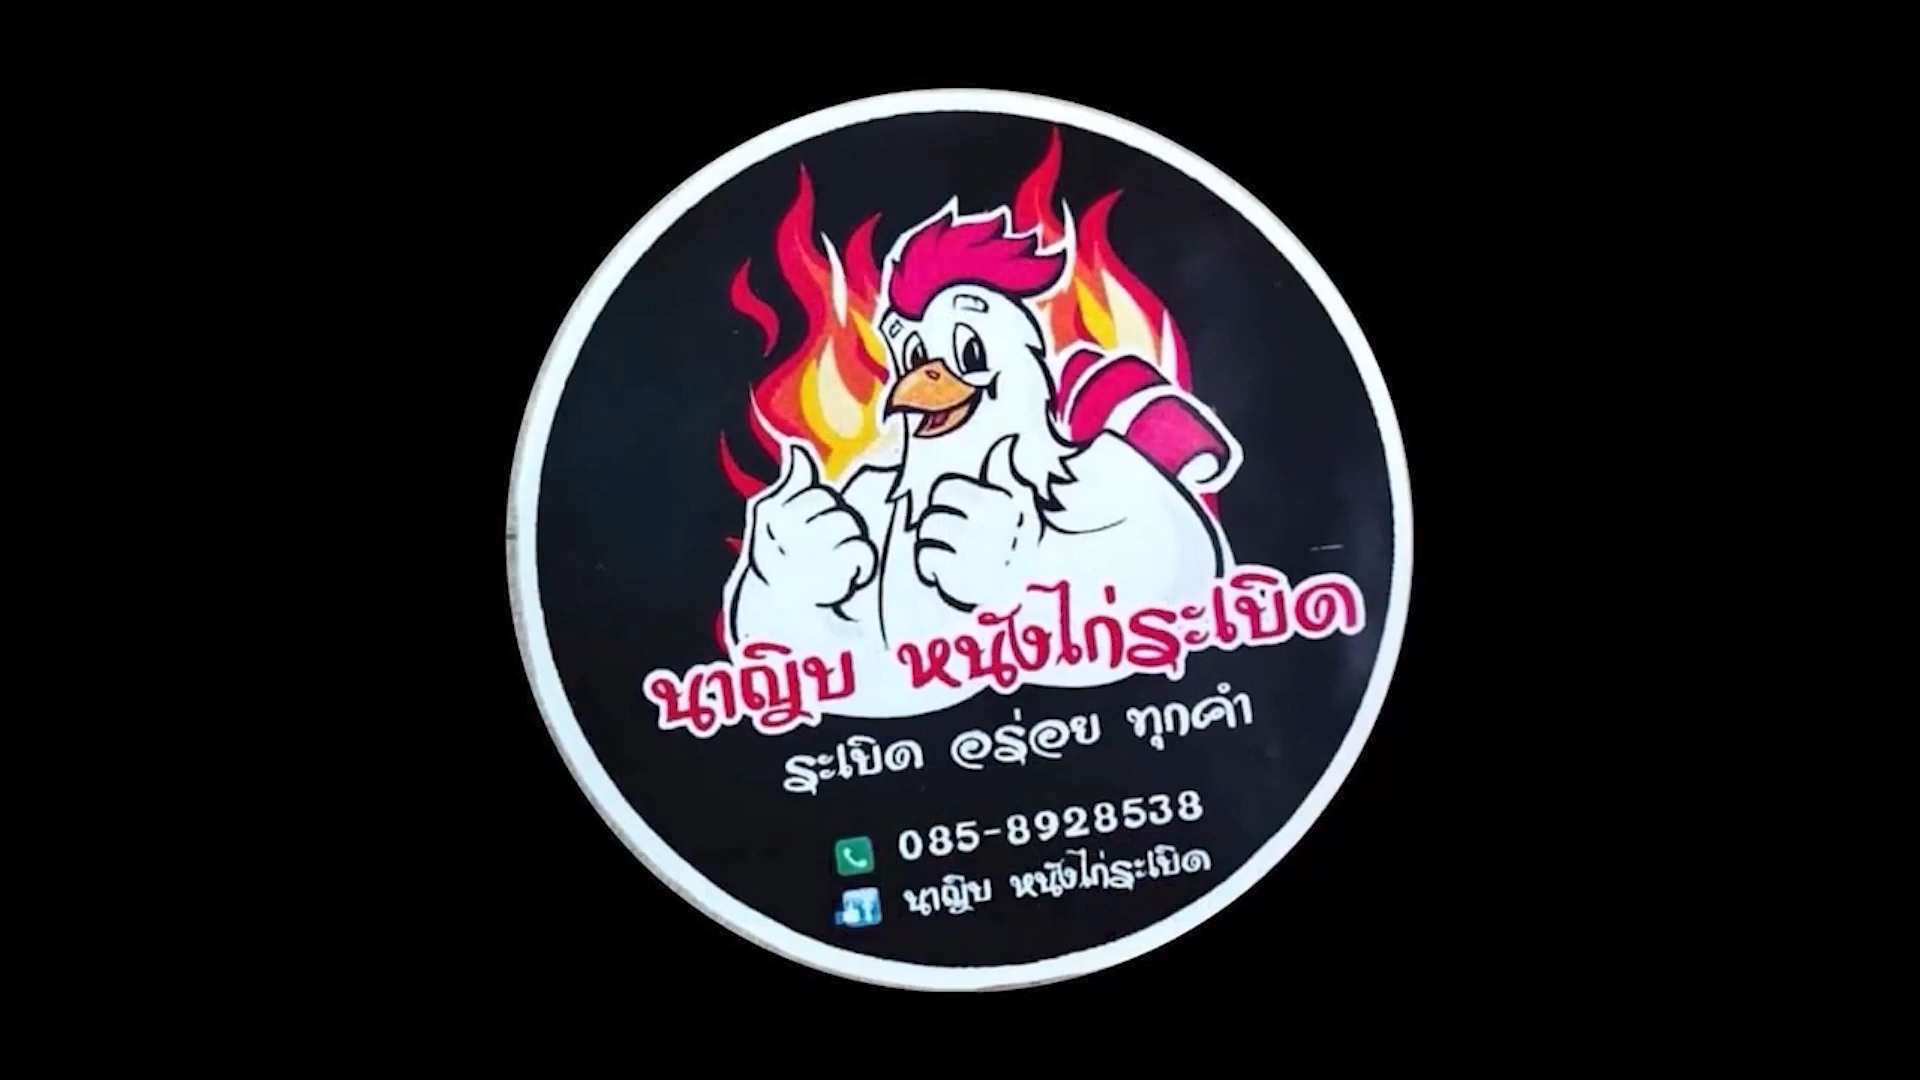 นาญิบ หนังไก่ระเบิด
ระเบิด อร่อย ทุกคำ
085-8928538
นาญิบ หนังไก่ระเบิด